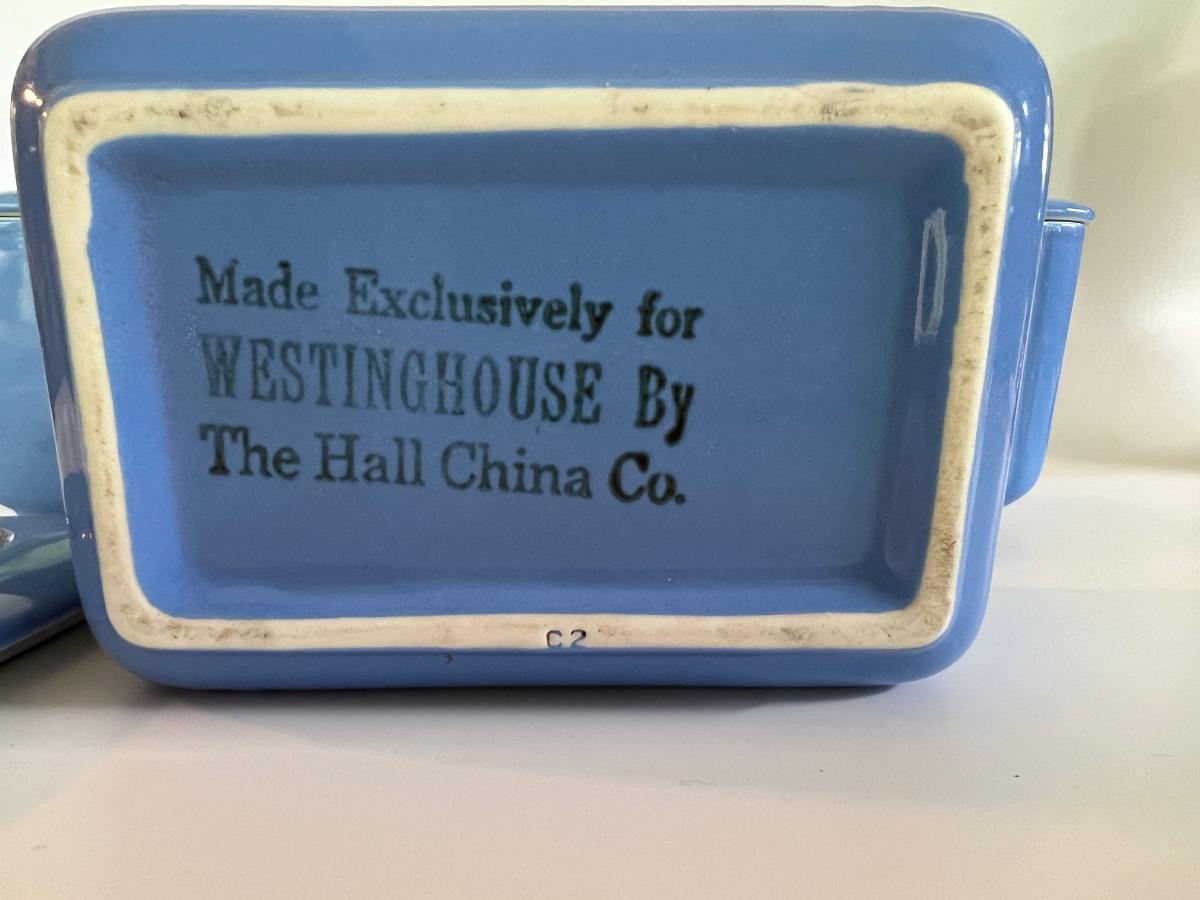 Made Exclusively for
WESTINGHOUSE By
The Hall China Co.
C2